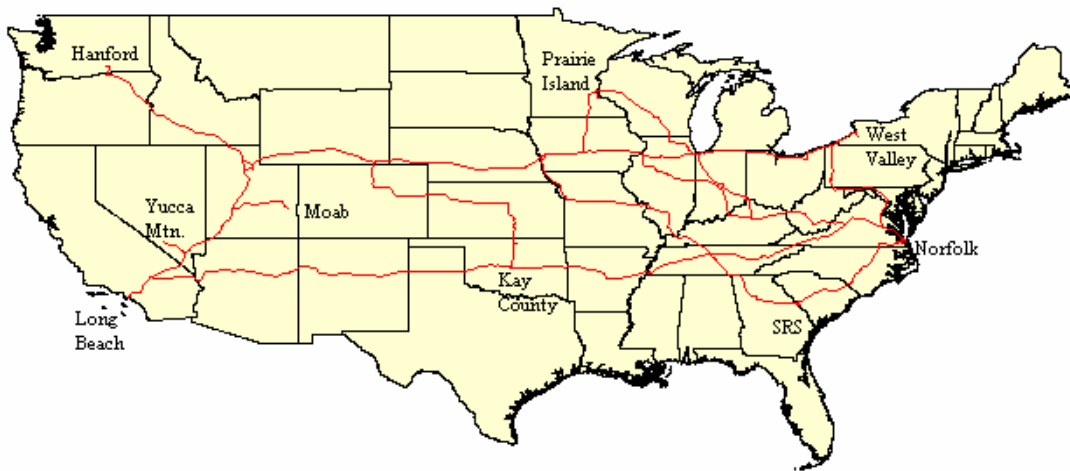 Hanford
Prairie
Island
West
Valley
Yucca
Mtn.
Moab
Norfolk
Kay
County
Long
Beach
SRS